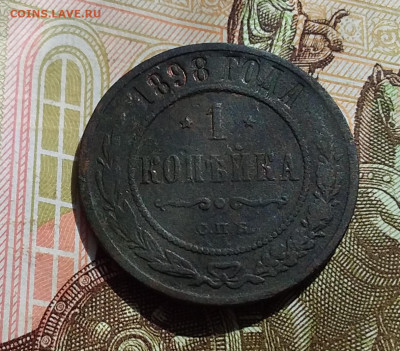 COINS.LAVE.RU
1898 ГОДА
1
КОПѢЙКА
С.П.Б.